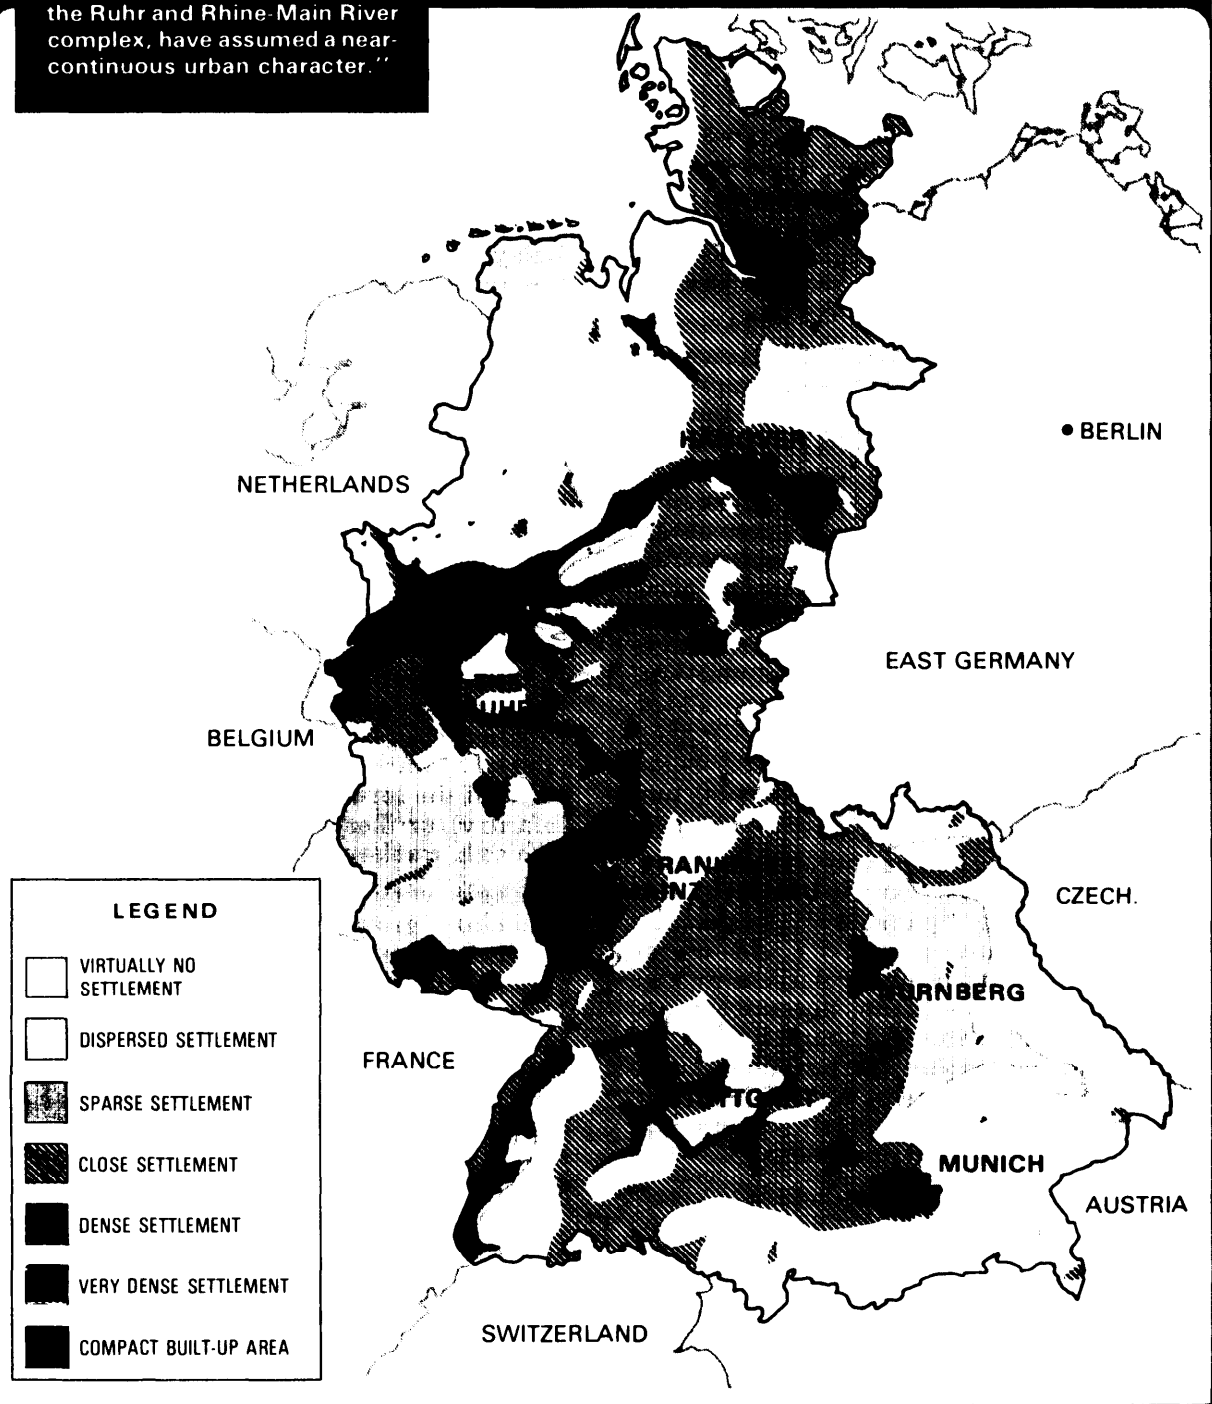 the Ruhr and Rhine-Main River
complex, have assumed a near-
continuous urban character.''
BERLIN
NETHERLANDS
EAST GERMANY
BELGIUM
CZECH.
LEGEND
VIRTUALLY NO
SETTLEMENT
DISPERSED SETTLEMENT
SPARSE SETTLEMENT
CLOSE SETTLEMENT
DENSE SETTLEMENT
VERY DENSE SETTLEMENT
COMPACT BUILT-UP AREA
NURNBERG
FRANCE
MUNICH
AUSTRIA
SWITZERLAND